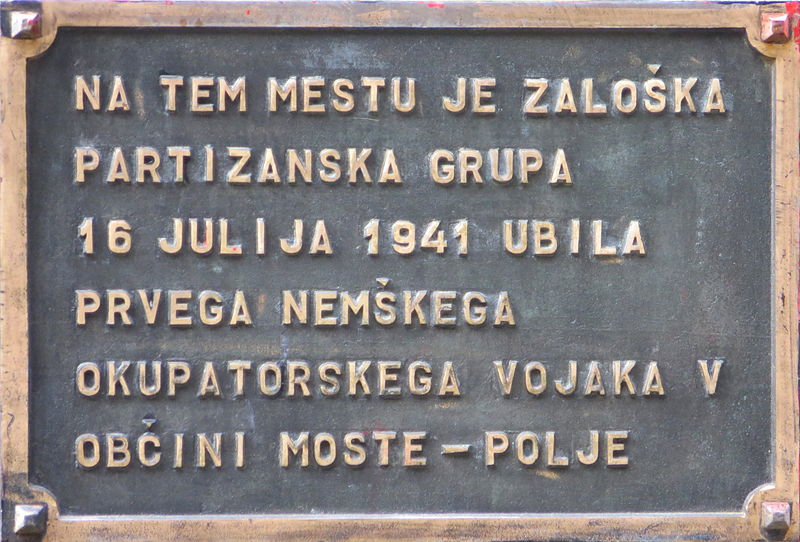 NA TEM MESTU JE ZALOŠKA
PARTIZANSKA GRUPA
16 JULIJA 1941 UBILA
PRVEGA NEMŠKEGA
OKUPATORSKEGA VOJAKA V
OBČINI MOSTE – POLJE